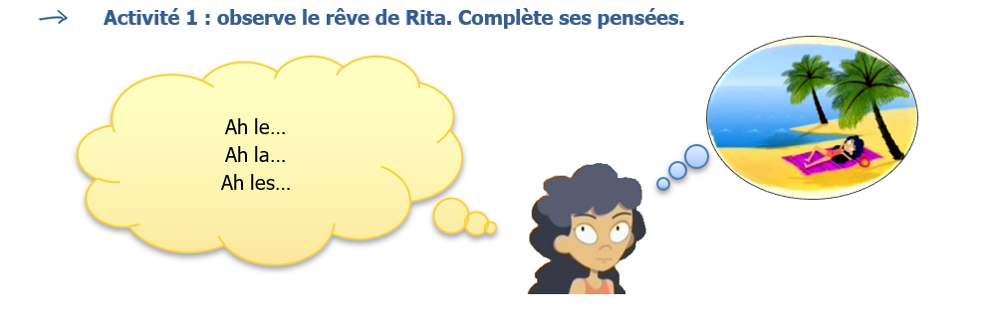 Activité 1 : observe le rêve de Rita. Complète ses pensées.
Ah le...
Ah la...
Ah les...